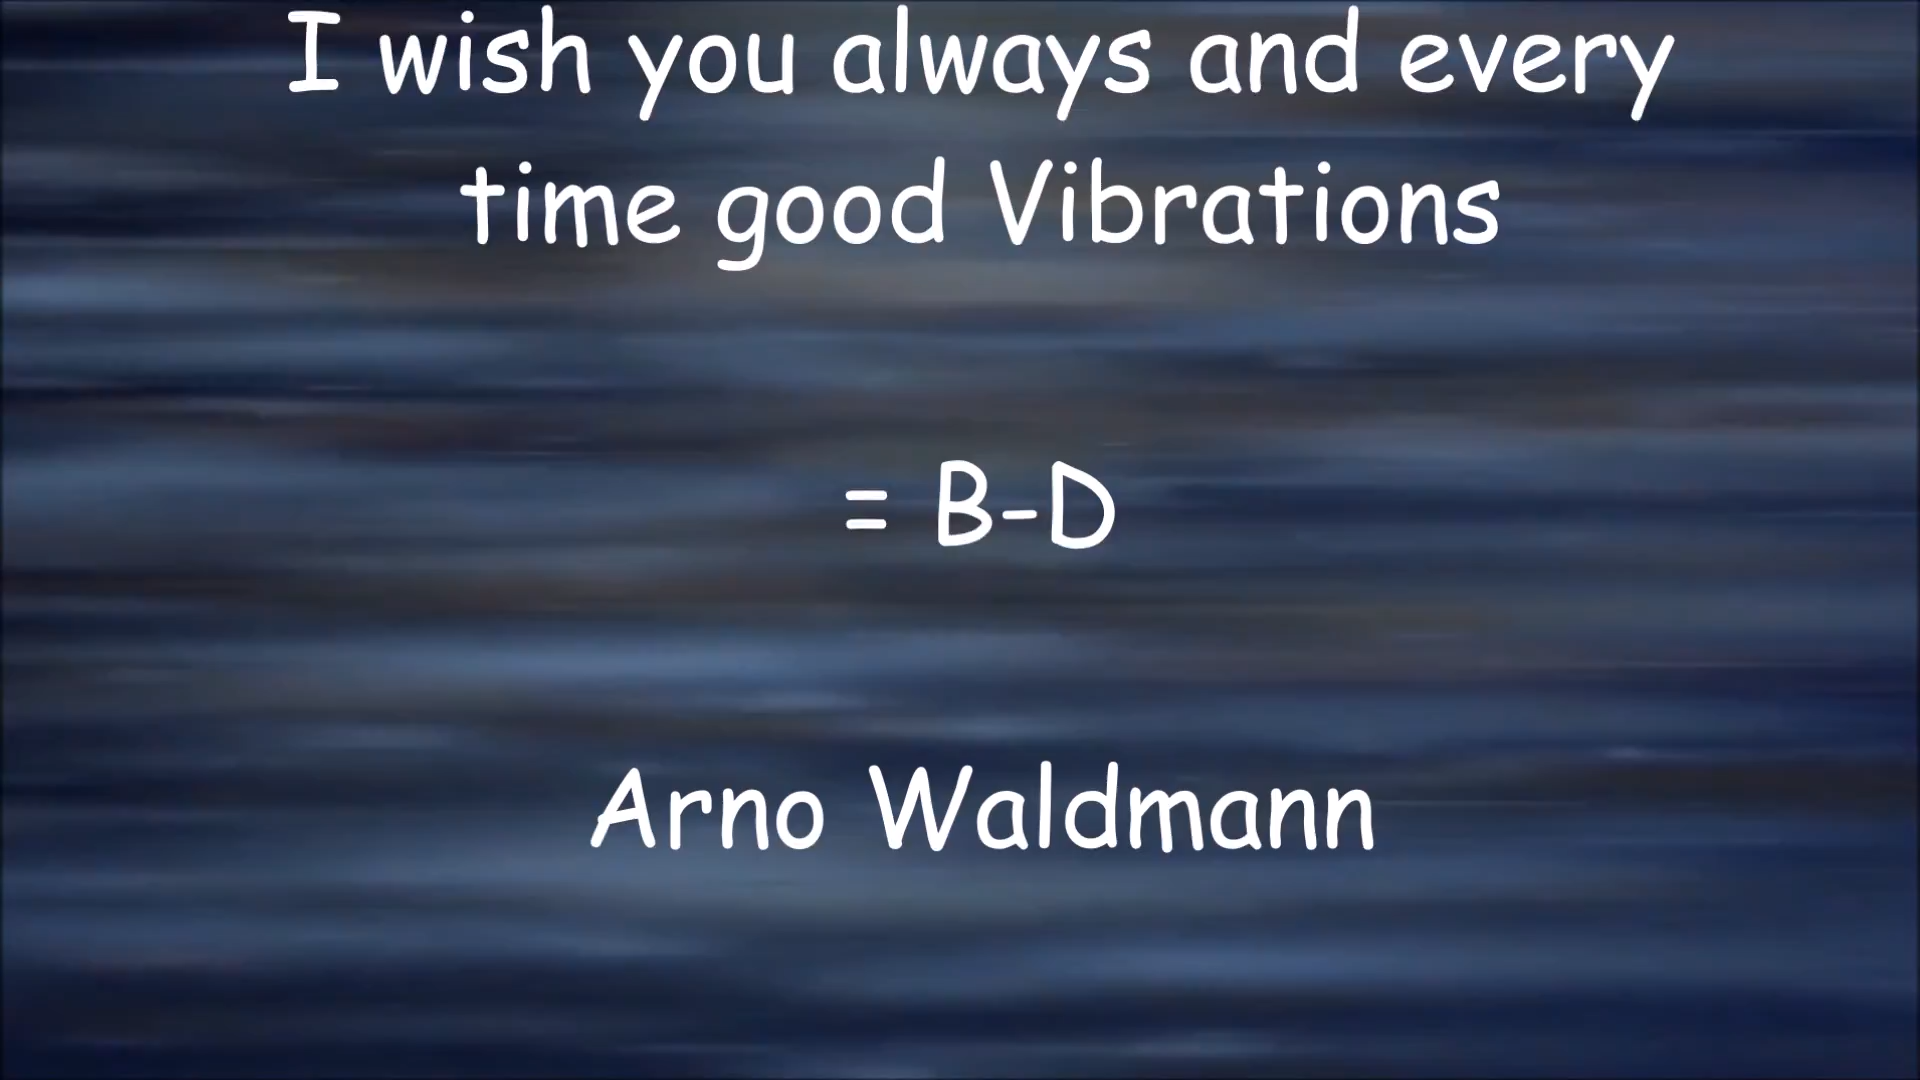 I wish you always and every
time good Vibrations
= B-D
Arno Waldmann